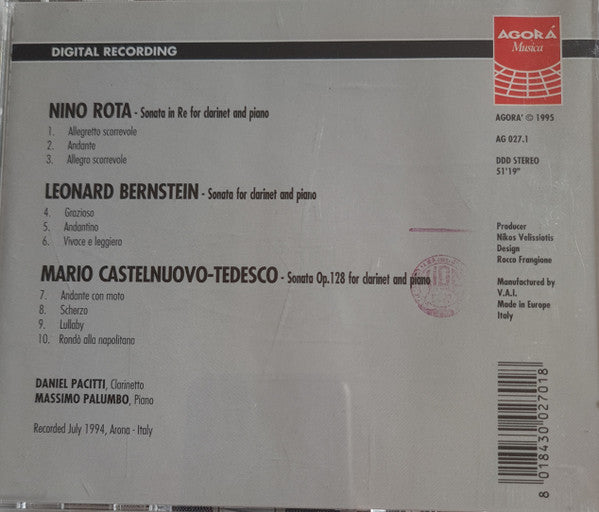 AGORÁ
Musica
DIGITAL RECORDING
NINO ROTA - Sonata in Re for clarinet and piano
1. Allegretto scorrevole
2. Andante
3. Allegro scorrevole
AGORA' © 1995
AG 027.1
DDD STEREO
51'19"
LEONARD BERNSTEIN - Sonata for clarinet and piano
4. Grazioso
5. Andantino
6. Vivace e leggiero
Producer
Nikos Velissiotis
Design
Rocco Frangione
MARIO CASTELNUOVO-TEDESCO - Sonata Op.128 for clarinet and piano
7. Andante con moto
8. Scherzo
9. Lullaby
10. Rondò alla napolitana
Manufactured by
V.A.I.
Made in Europe
Italy
DANIEL PACITTI, Clarinetto
MASSIMO PALUMBO, Piano
Recorded July 1994, Arona - Italy
8 018430 027018